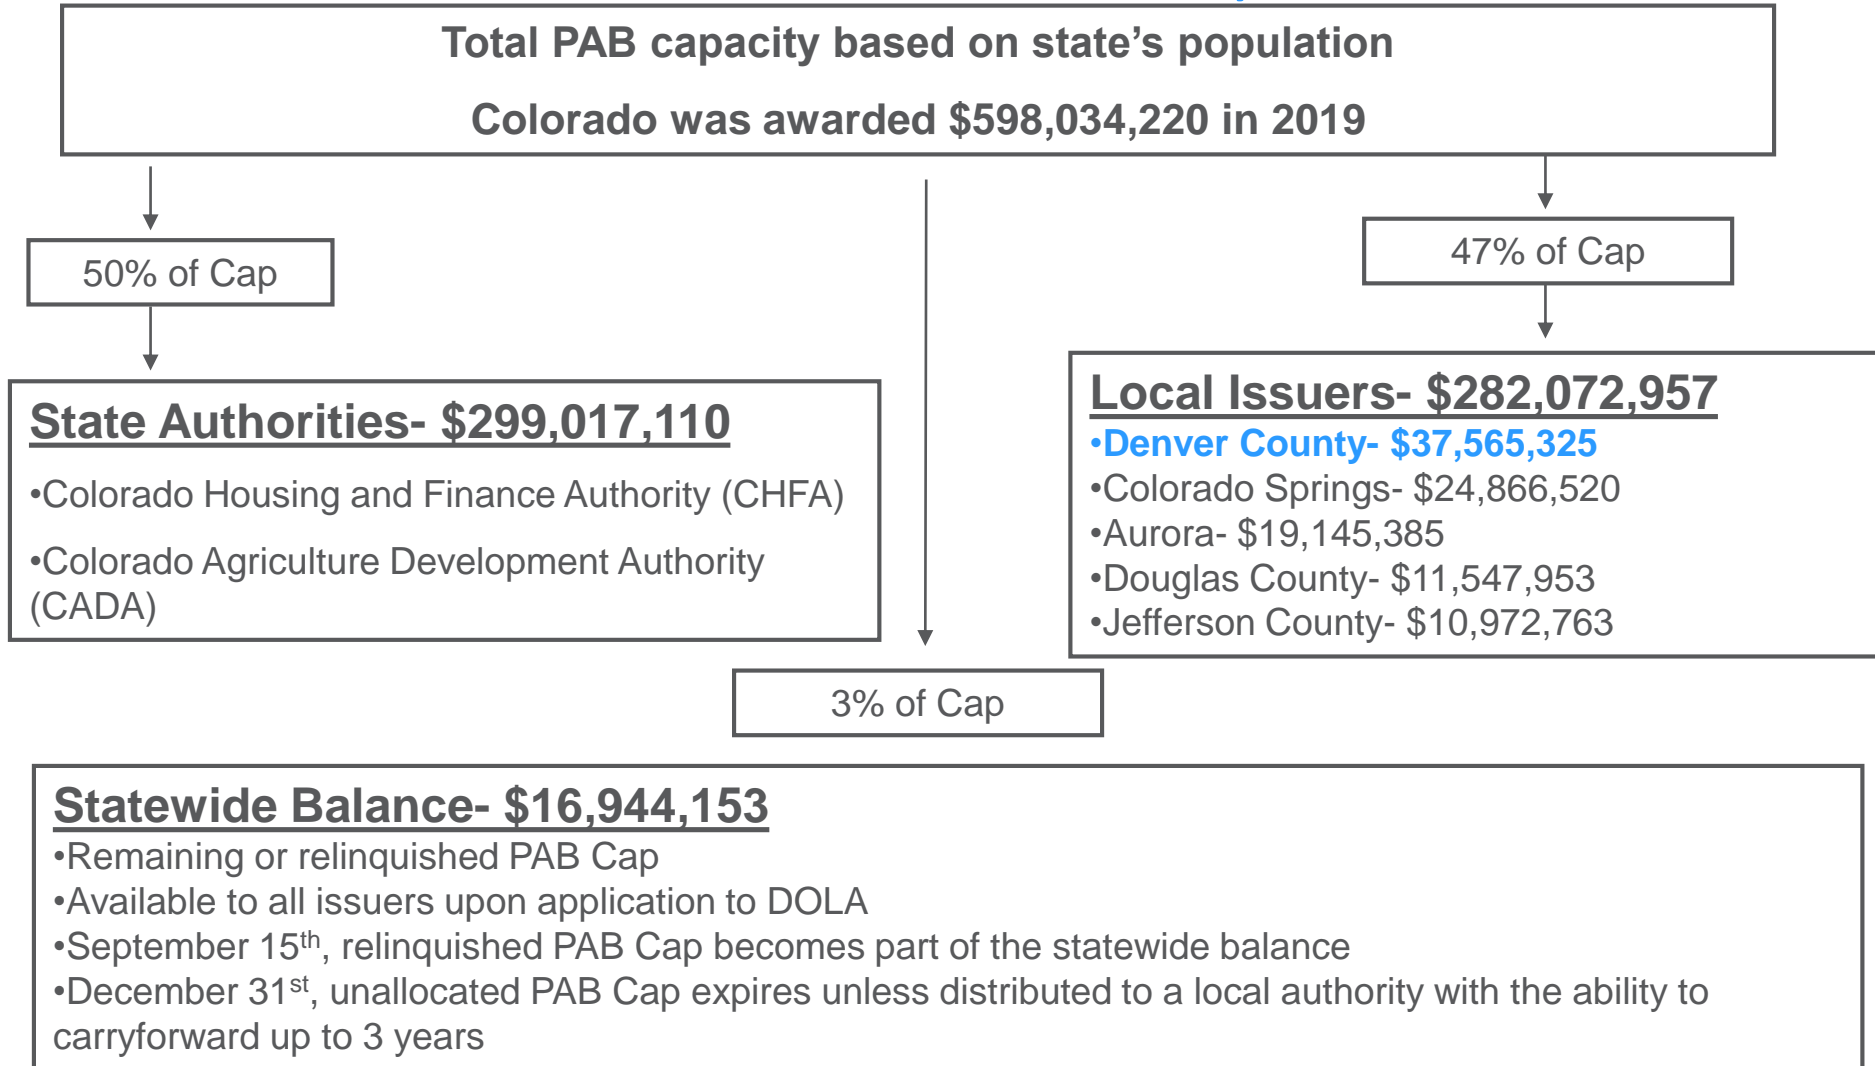 Total PAB capacity based on state’s population
Colorado was awarded $598,034,220 in 2019
50% of Cap
47% of Cap
State Authorities- $299,017,110
•Colorado Housing and Finance Authority (CHFA)
•Colorado Agriculture Development Authority
(CADA)
Local Issuers- $282,072,957
•Denver County- $37,565,325
•Colorado Springs- $24,866,520
•Aurora- $19,145,385
•Douglas County- $11,547,953
•Jefferson County- $10,972,763
3% of Cap
Statewide Balance- $16,944,153
•Remaining or relinquished PAB Cap
•Available to all issuers upon application to DOLA
•September 15th, relinquished PAB Cap becomes part of the statewide balance
•December 31st, unallocated PAB Cap expires unless distributed to a local authority with the ability to
carryforward up to 3 years